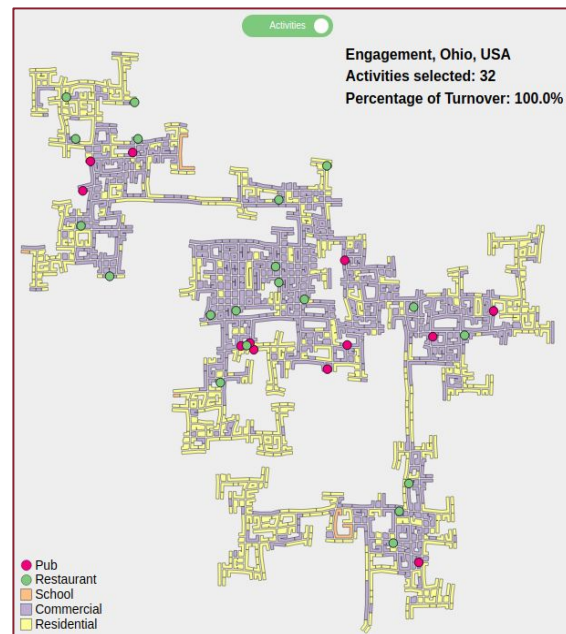 Activities
Engagement, Ohio, USA
Activities selected: 32
Percentage of Turnover: 100.0%
Pub
Restaurant
School
Commercial
Residential